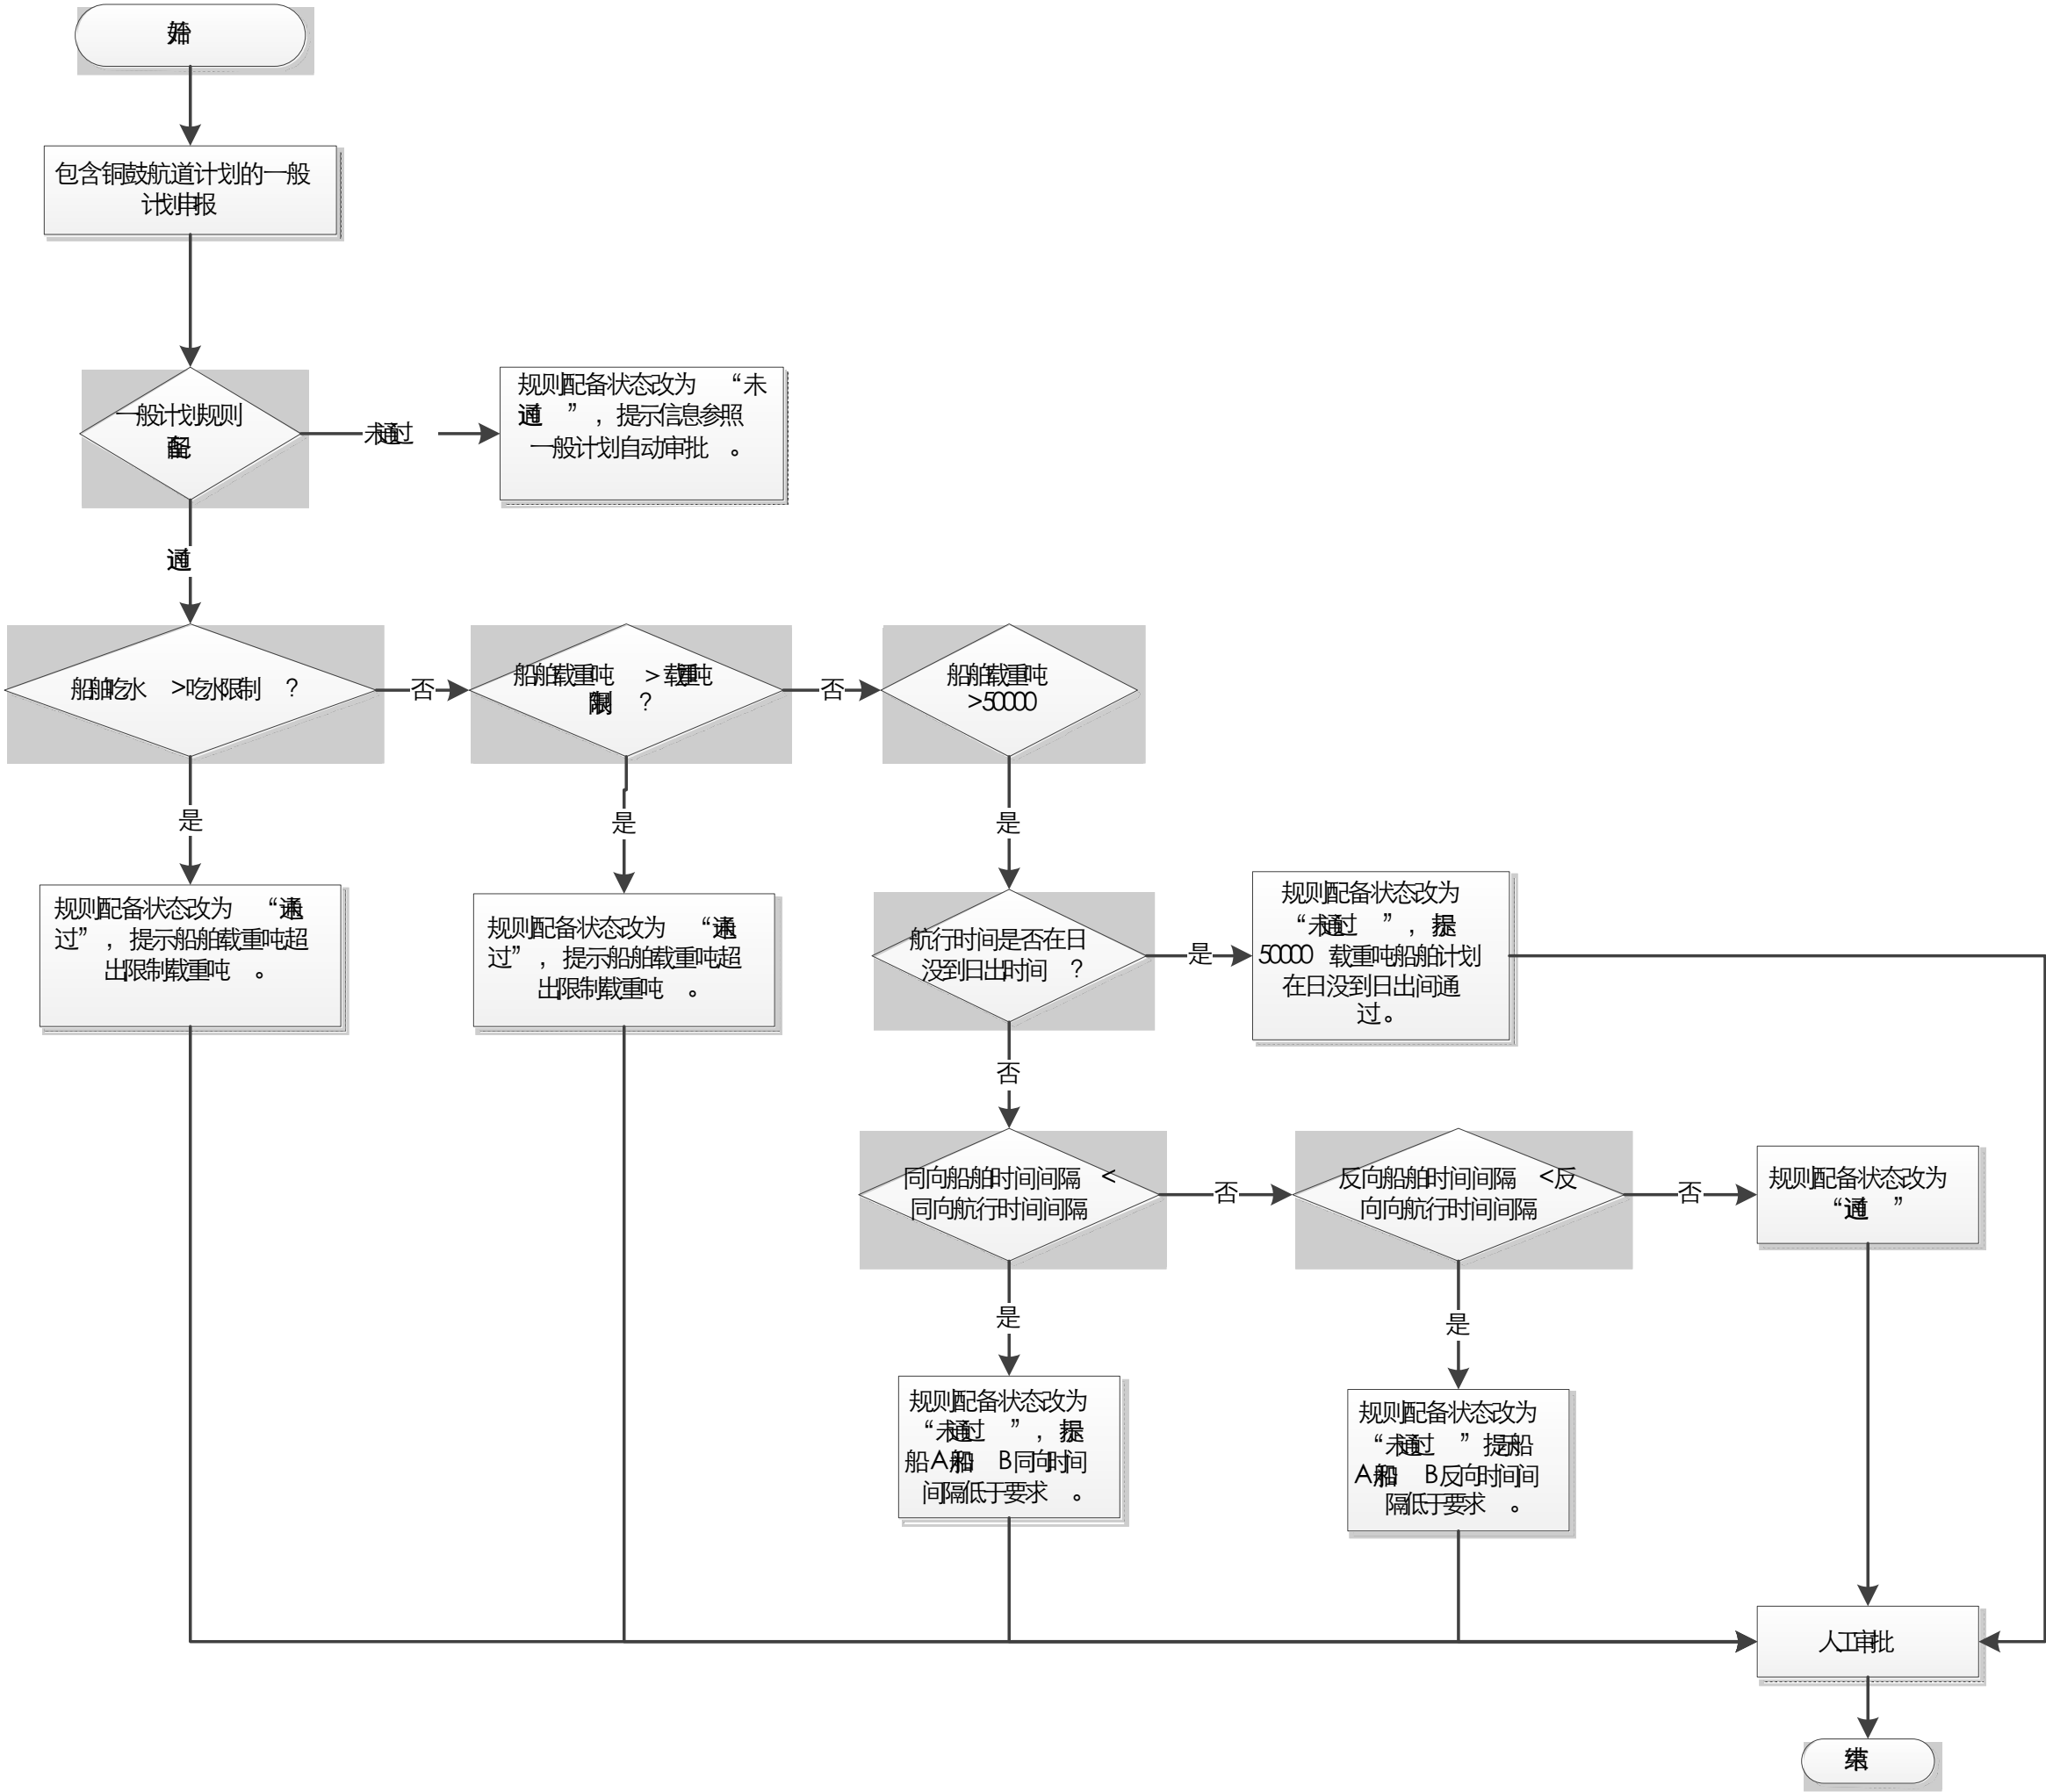 开始
包含铜鼓航道计划的一般
计划申报
一般计划规则
配备
未通过
规则配备状态改为 “未
通过”，提示信息参照
一般计划自动审批。
通过
船舶吃水>吃水限制？
否
船舶载重吨>载重吨
限制？
否
船舶载重吨
>50000
是
是
是
规则配备状态改为“未通
过”，提示船舶载重吨超
出限制载重吨。
规则配备状态改为“未通
过”，提示船舶载重吨超
出限制载重吨。
航行时间是否在日
没到日出时间？
是
规则配备状态改为
“未通过”，提示
50000载重吨船舶计划
在日没到日出间通
过。
否
同向船舶时间间隔<
同向航行时间间隔
否
反向船舶时间间隔<反
向向航行时间间隔
否
规则配备状态改为
“通过”
是
是
规则配备状态改为
“未通过”，提示
船A和船B同向时间
间隔低于要求。
规则配备状态改为
“未通过”提示船
A和船B反向时间间
隔低于要求。
人工审批
结束